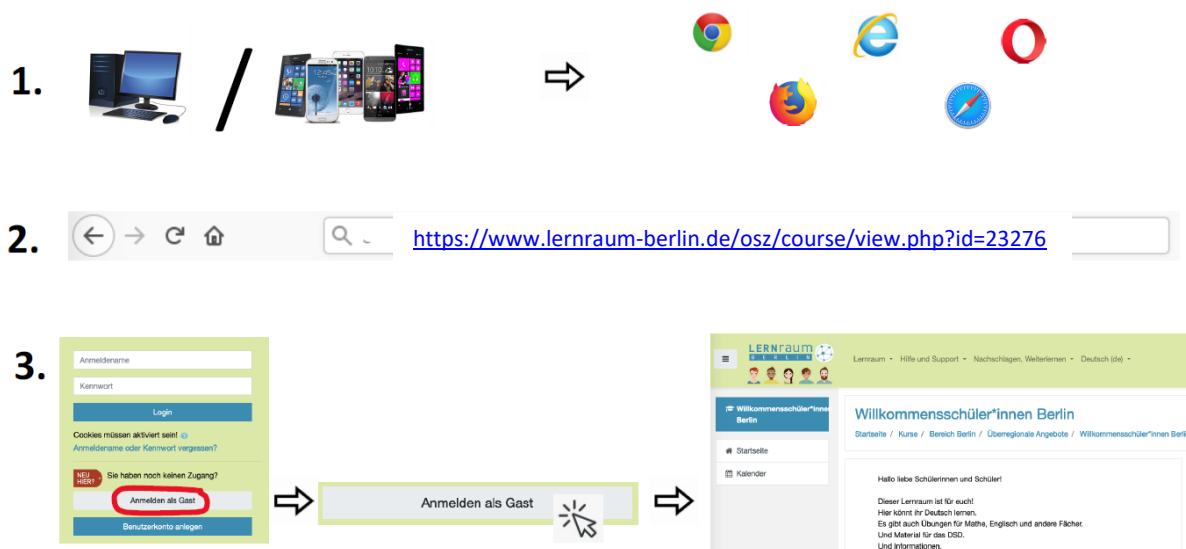 1.
2.
https://www.lernraum-berlin.de/osz/course/view.php?id=23276
3.
Anmeldename
Kennwort
Login
Cookies müssen aktiviert sein!
Anmeldename oder Kennwort vergessen?
NEU HIER?
Sie haben noch keinen Zugang?
Anmelden als Gast
Benutzerkonto anlegen
Anmelden als Gast
LERNraum
BERLIN
Lernraum Hilfe und Support Nachschlagen, Weiterlernen Deutsch (de)
Willkommensschüler*innen
Berlin
Startseite
Kalender
Willkommensschüler*innen Berlin
Startseite / Kurse / Bereich Berlin / Überregionale Angebote / Willkommensschüler*innen Berlin
Hallo liebe Schülerinnen und Schüler!
Dieser Lernraum ist für euch!
Hier könnt ihr Deutsch lernen.
Es gibt auch Übungen für Mathe, Englisch und andere Fächer.
Und Material für das DSD.
Und Informationen.